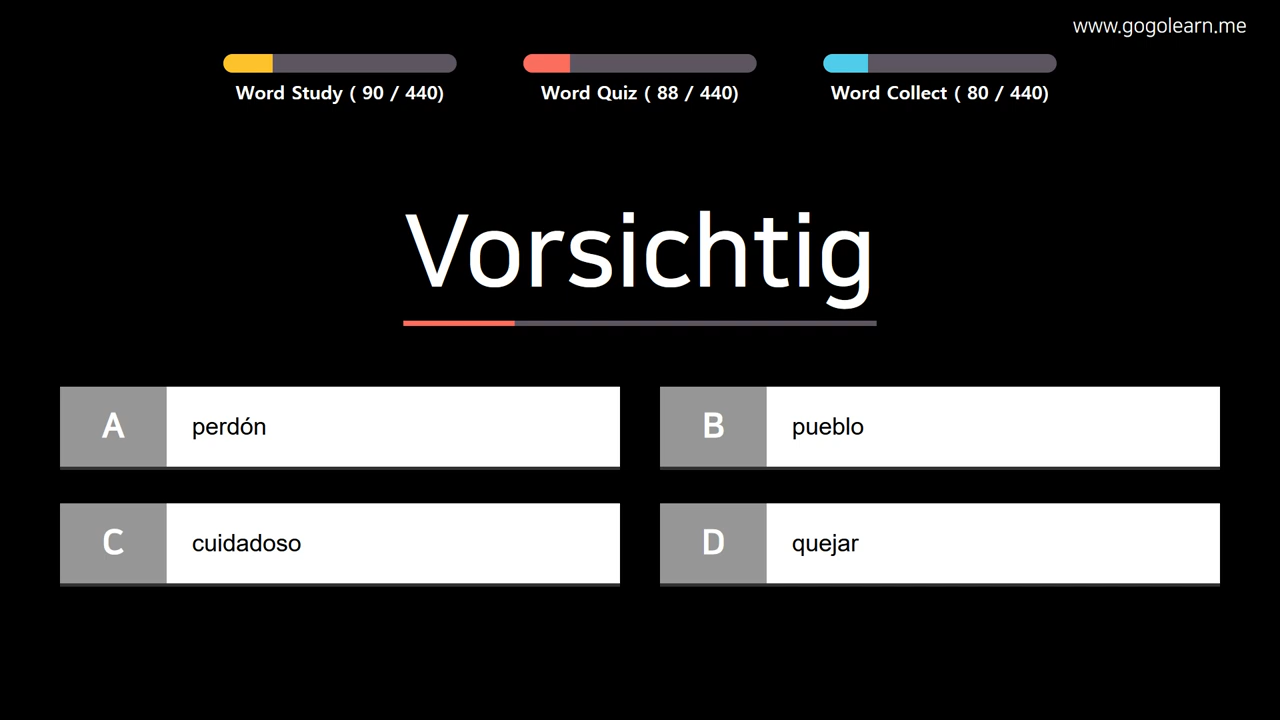 www.gogolearn.me
Word Study ( 90 / 440)
Word Quiz ( 88 / 440)
Word Collect ( 80 / 440)
Vorsichtig
A perdón
B pueblo
C cuidadoso
D quejar